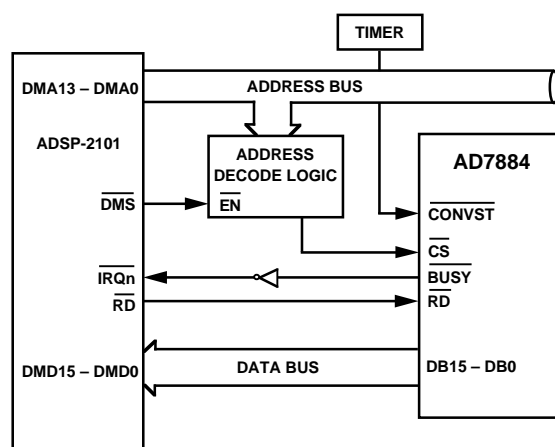 TIMER
DMA13 – DMA0
ADDRESS BUS
ADSP-2101
ADDRESS
DECODE LOGIC
EN
AD7884
DMS
CONVST
CS
IRQn
BUSY
RD
RD
DMD15 – DMD0
DATA BUS
DB15 – DB0